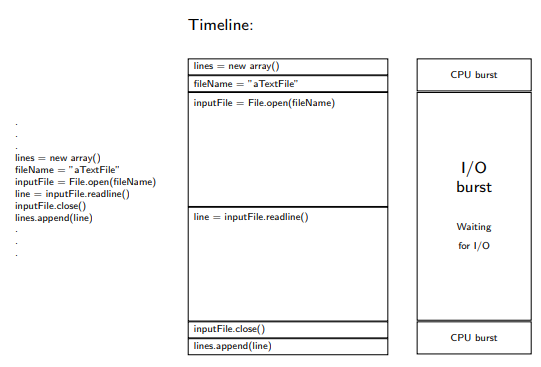 Timeline:
.
.
.
lines = new array()
fileName = "aTextFile"
inputFile = File.open(fileName)
line = inputFile.readline()
inputFile.close()
lines.append(line)
.
.
.
lines = new array()
fileName = "aTextFile"
inputFile = File.open(fileName)
line = inputFile.readline()
inputFile.close()
lines.append(line)
CPU burst
I/O
burst
Waiting
for I/O
CPU burst